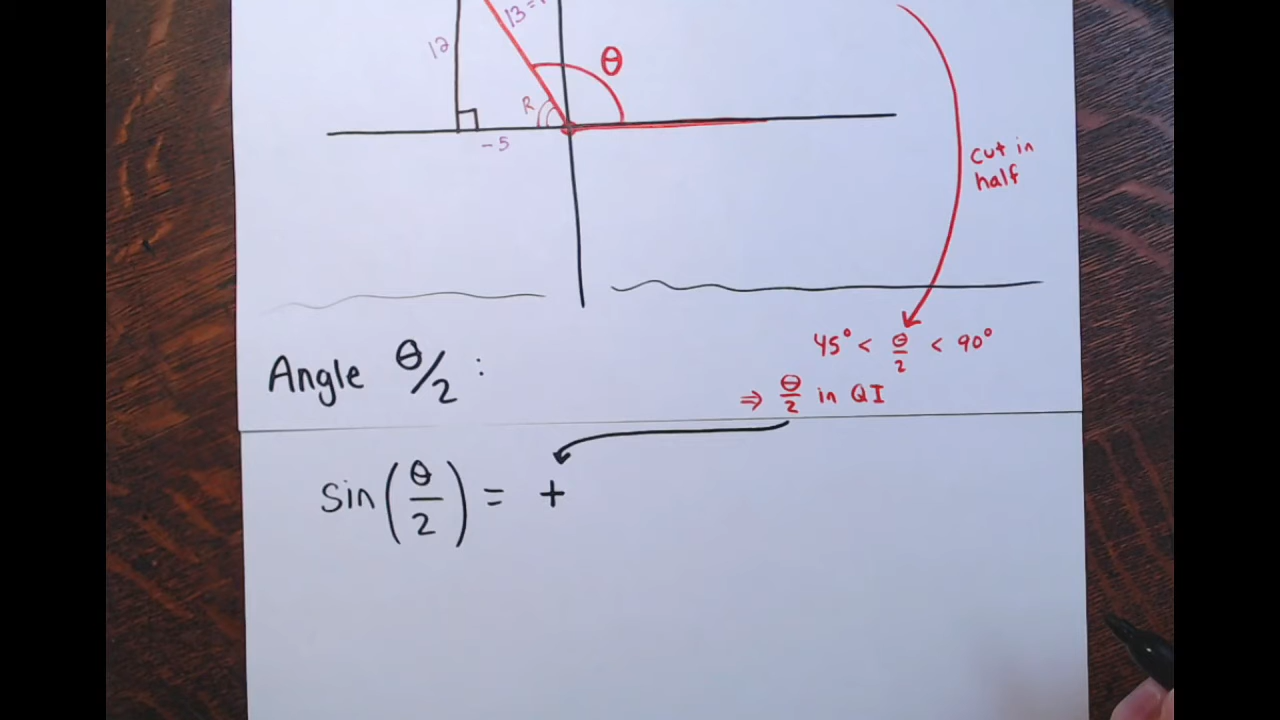 13 =
12
θ
R
-5
cut in
half
45° < θ/2 < 90°
Angle θ/2 :
⇒ θ/2 in QI
sin(θ/2) = +